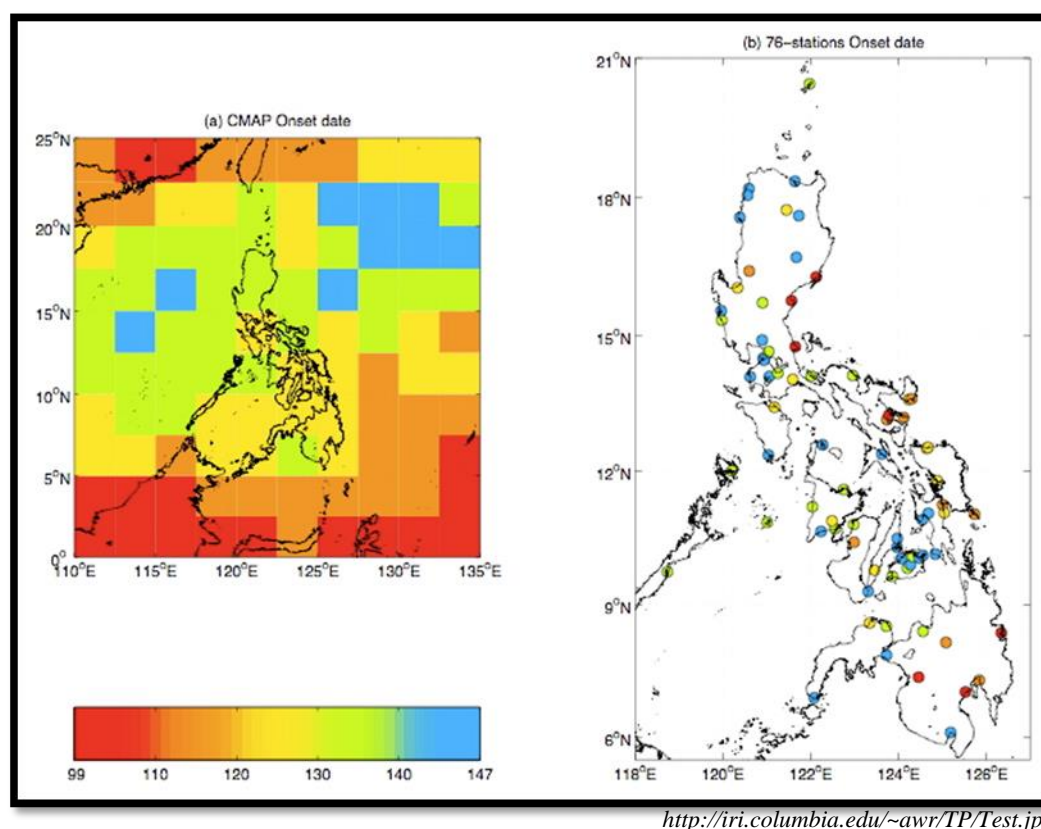 (a) CMAP Onset date
25°N
20°N
15°N
10°N
5°N
0°
110°E 115°E 120°E 125°E 130°E 135°E
99 110 120 130 140 147
(b) 76-stations Onset date
21°N
18°N
15°N
12°N
9°N
6°N
118°E 120°E 122°E 124°E 126°E
http://iri.columbia.edu/~awr/TP/Test.jp